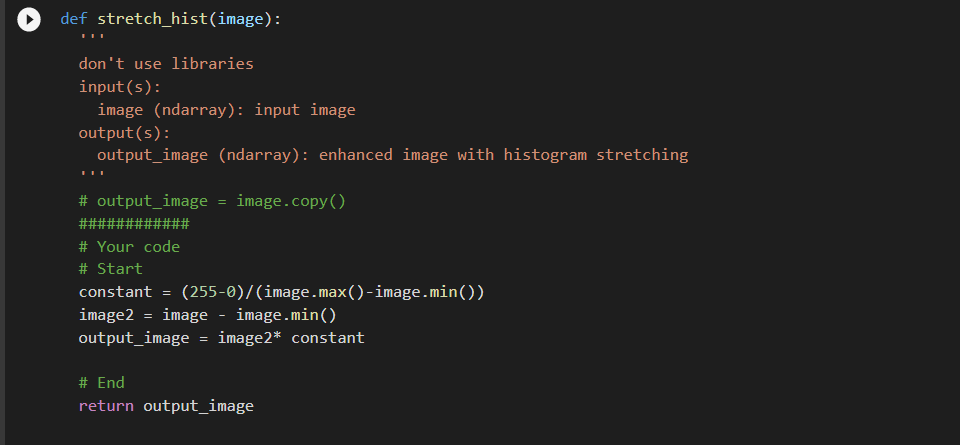 def stretch_hist(image):
  '''
  don't use libraries
  input(s):
    image (ndarray): input image
  output(s):
    output_image (ndarray): enhanced image with histogram stretching
  '''
  # output_image = image.copy()
  ############
  # Your code
  # Start
  constant = (255-0)/(image.max()-image.min())
  image2 = image - image.min()
  output_image = image2* constant
  # End
  return output_image